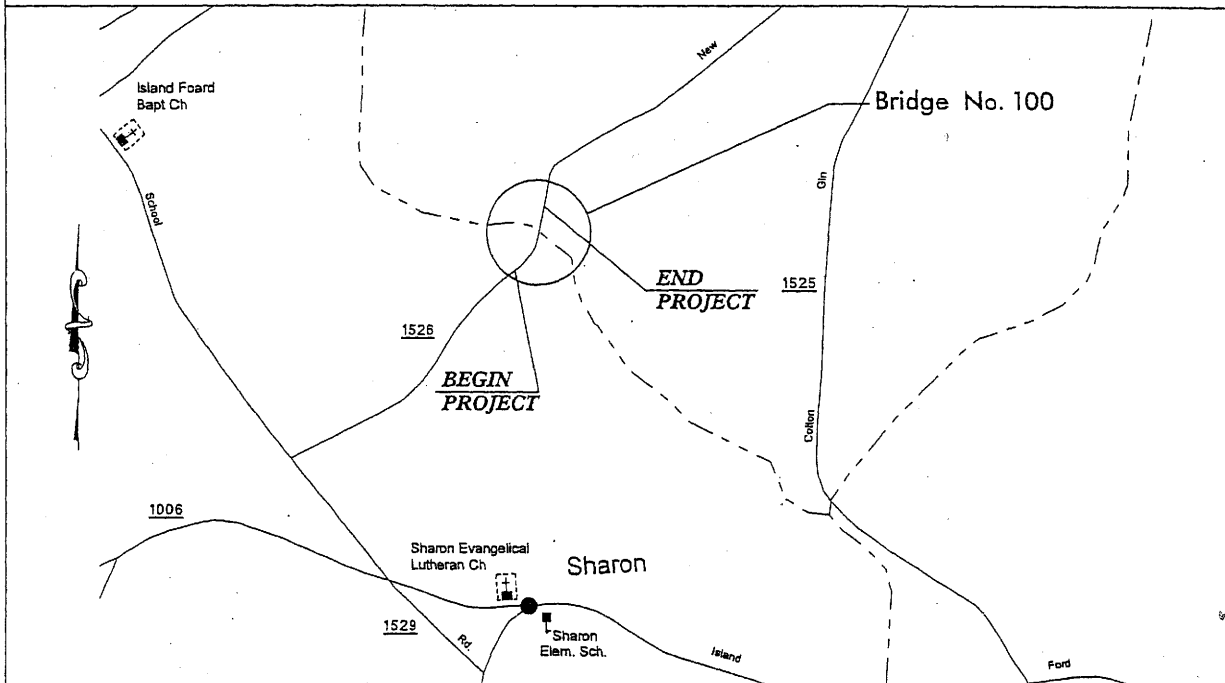 New
Island Foard
Bapt Ch
Bridge No. 100
Gin
School
END
PROJECT
1525
1526
BEGIN
PROJECT
Cotton
1006
Sharon Evangelical
Lutheran Ch
Sharon
1529
Rd.
Sharon
Elem. Sch.
Island
Ford